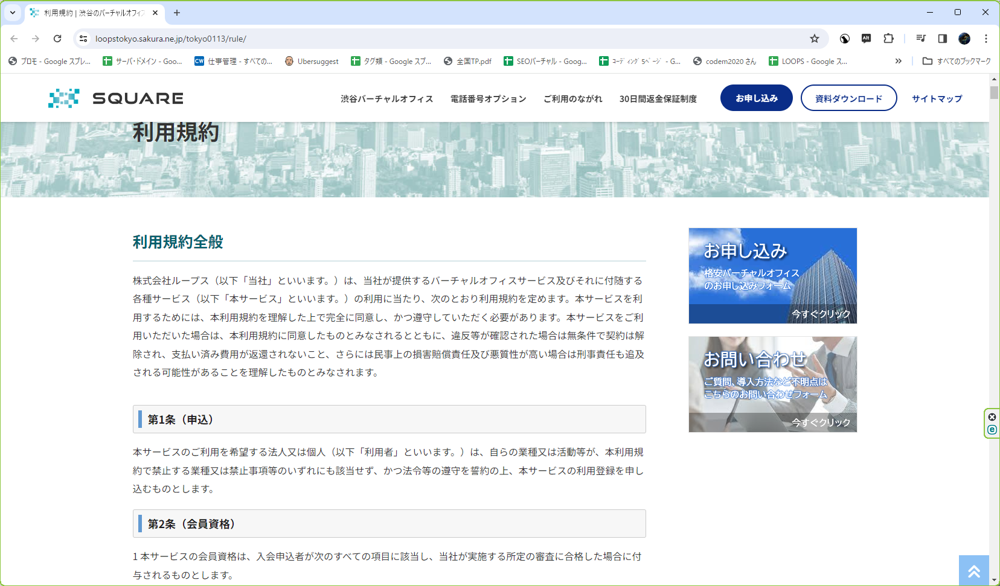 利用規約 | 渋谷のバーチャルオフィス
loopstokyo.sakura.ne.jp/tokyo0113/rule/
プロモ - Google スプレ...
サーバ・ドメイン - Goo...
仕事管理 - すべての...
Ubersuggest
タグ類 - Google スプ...
全国TP.pdf
SEOバーチャル - Goog...
ｺｰﾃﾞｨﾝｸﾞ 5ﾍﾟｰｼﾞ - G...
codem2020 さん
LOOPS - Google ス...
すべてのブックマーク
SQUARE
渋谷バーチャルオフィス
電話番号オプション
ご利用のながれ
30日間返金保証制度
お申し込み
資料ダウンロード
サイトマップ
利用規約
利用規約全般
株式会社ループス（以下「当社」といいます。）は、当社が提供するバーチャルオフィスサービス及びそれに付随する
各種サービス（以下「本サービス」といいます。）の利用に当たり、次のとおり利用規約を定めます。本サービスを利
用するためには、本利用規約を理解した上で完全に同意し、かつ遵守していただく必要があります。本サービスをご利
用いただいた場合は、本利用規約に同意したものとみなされるとともに、違反等が確認された場合は無条件で契約は解
除され、支払い済み費用が返還されないこと、さらには民事上の損害賠償責任及び悪質性が高い場合は刑事責任も追及
される可能性があることを理解したものとみなされます。
第1条（申込）
本サービスのご利用を希望する法人又は個人（以下「利用者」といいます。）は、自らの業種又は活動等が、本利用規
約で禁止する業種又は禁止事項等のいずれにも該当せず、かつ法令等の遵守を誓約の上、本サービスの利用登録を申し
込むものとします。
第2条（会員資格）
1 本サービスの会員資格は、入会申込者が次のすべての項目に該当し、当社が実施する所定の審査に合格した場合に付
与されるものとします。
お申し込み
格安バーチャルオフィス
のお申し込みフォーム
今すぐクリック
お問い合わせ
ご質問、導入方法など不明点は
こちらのお問い合わせフォーム
今すぐクリック